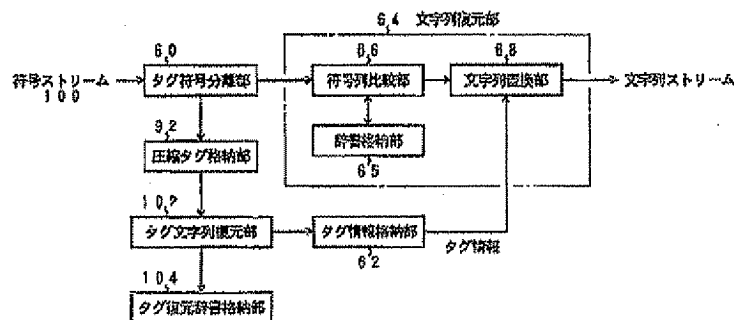 64 文字列復元部
60
66
68
符号ストリーム
100
タグ符号分離部
符号列比較部
文字列置換部
文字列ストリーム
92
圧縮タグ格納部
辞書格納部
65
102
タグ文字列復元部
タグ情報格納部
タグ情報
62
104
タグ復元辞書格納部